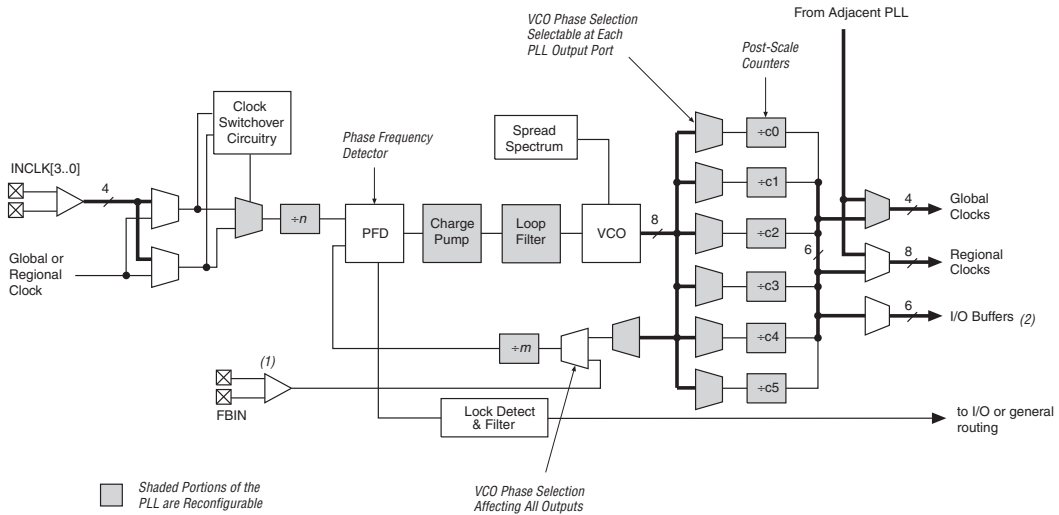 From Adjacent PLL
VCO Phase Selection
Selectable at Each
PLL Output Port
Post-Scale
Counters
Clock
Switchover
Circuitry
Phase Frequency
Detector
Spread
Spectrum
÷c0
INCLK[3..0]
4
÷c1
4
Global
Clocks
÷n
PFD
Charge
Pump
Loop
Filter
VCO
8
÷c2
6
8
Regional
Clocks
Global or
Regional
Clock
÷c3
6
I/O Buffers (2)
÷m
÷c4
(1)
FBIN
÷c5
Lock Detect
& Filter
to I/O or general
routing
Shaded Portions of the
PLL are Reconfigurable
VCO Phase Selection
Affecting All Outputs